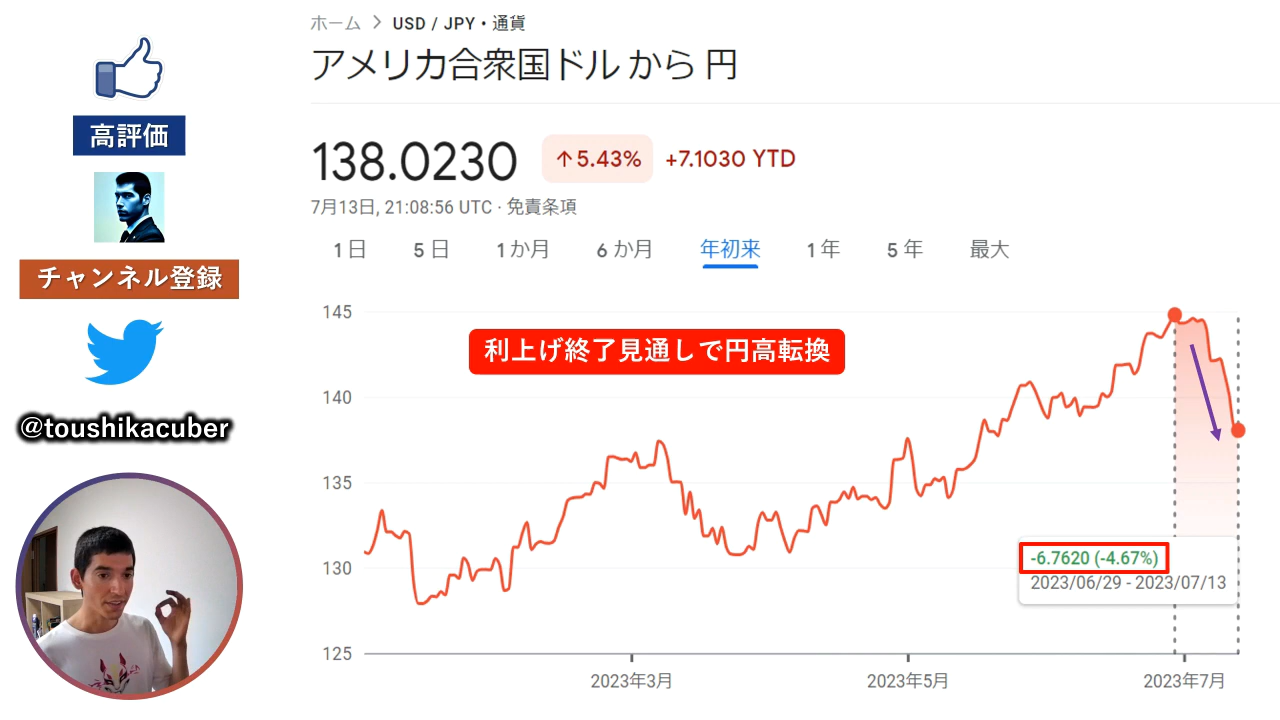 高評価
チャンネル登録
@toushikacuber
ホーム > USD / JPY・通貨
アメリカ合衆国ドル から 円
138.0230 ↑5.43% +7.1030 YTD
7月13日, 21:08:56 UTC · 免責条項
1日 5日 1か月 6か月 年初来 1年 5年 最大
利上げ終了見通しで円高転換
145
140
135
130
125
-6.7620 (-4.67%)
2023/06/29 - 2023/07/13
2023年3月 2023年5月 2023年7月